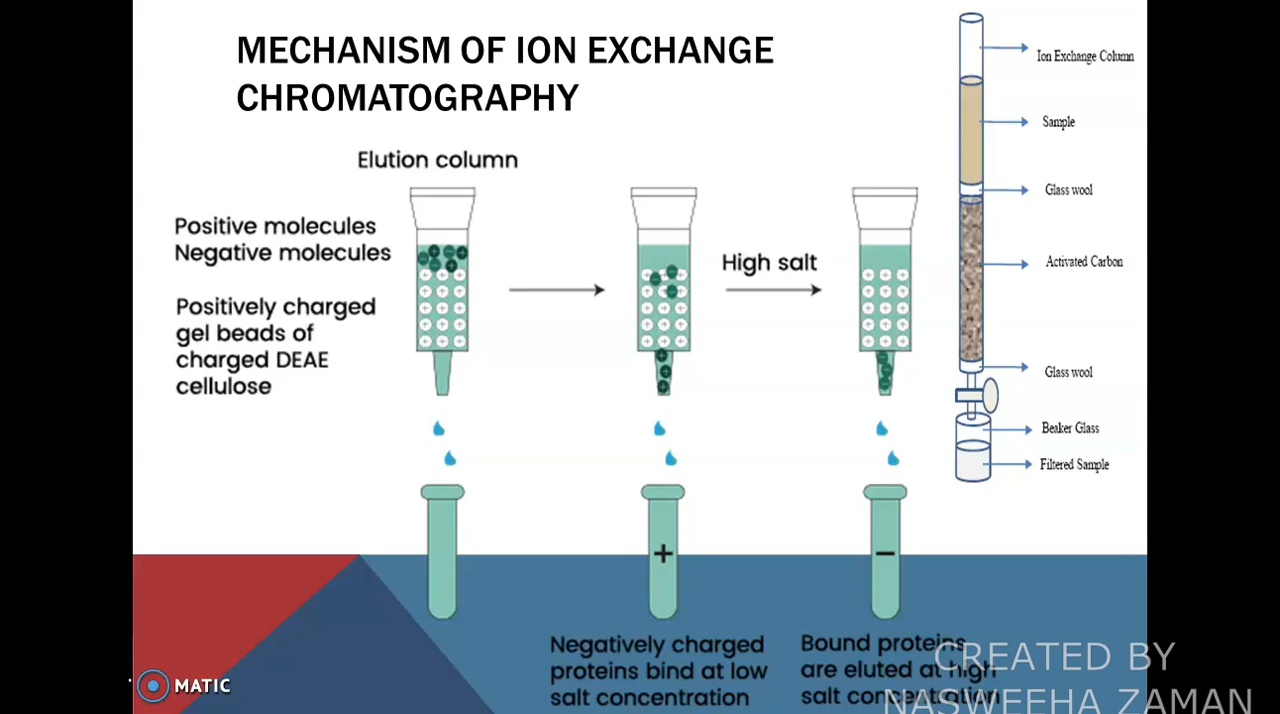 MECHANISM OF ION EXCHANGE
CHROMATOGRAPHY
Elution column
Positive molecules
Negative molecules
Positively charged
gel beads of
charged DEAE
cellulose
High salt
+
−
Negatively charged
proteins bind at low
salt concentration
Bound proteins
are eluted at high
salt concentration
Ion Exchange Column
Sample
Glass wool
Activated Carbon
Glass wool
Beaker Glass
Filtered Sample
MATIC
CREATED BY
NASWEEHA ZAMAN